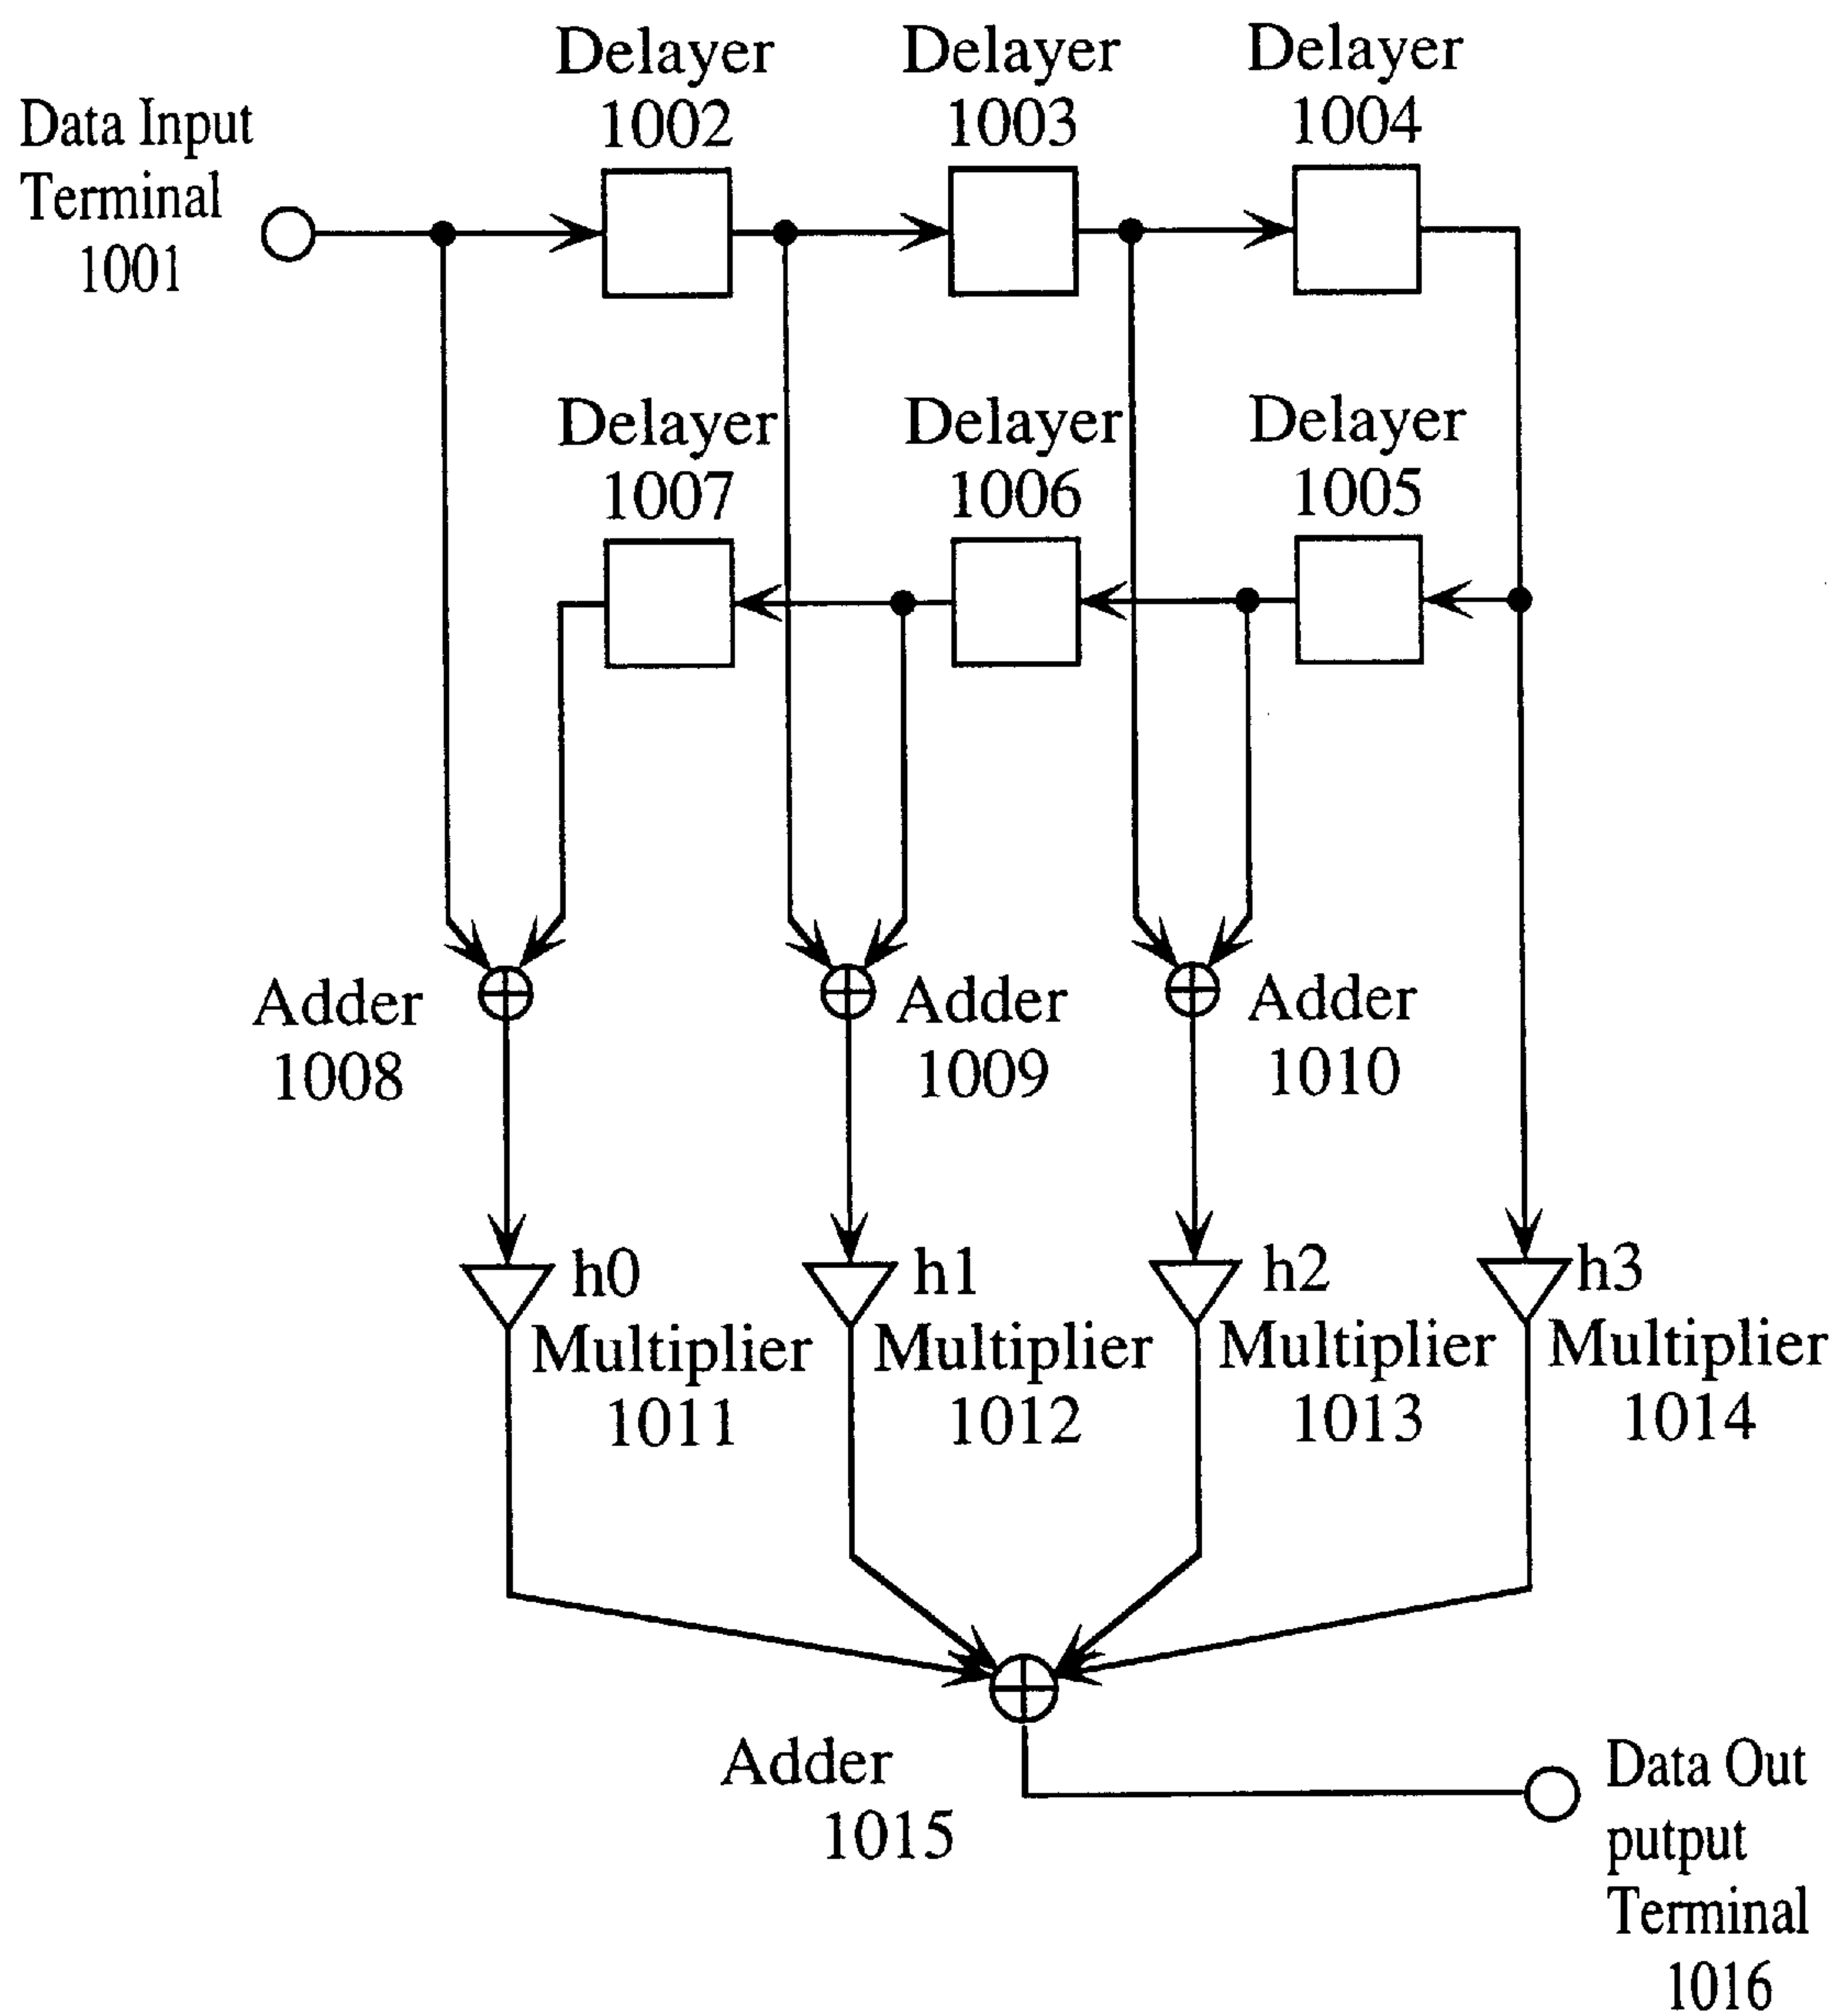 Delayer
1002
Delayer
1003
Delayer
1004
Data Input
Terminal
1001
Delayer
1007
Delayer
1006
Delayer
1005
Adder
1008
Adder
1009
Adder
1010
h0
Multiplier
1011
h1
Multiplier
1012
h2
Multiplier
1013
h3
Multiplier
1014
Adder
1015
Data Out
putput
Terminal
1016